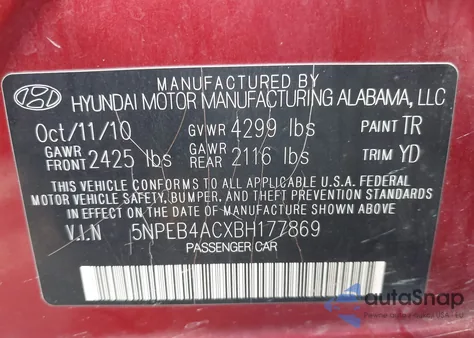 MANUFACTURED BY
HYUNDAI MOTOR MANUFACTURING ALABAMA, LLC
Oct/11/10 GVWR 4299 lbs PAINT TR
GAWR FRONT 2425 lbs GAWR REAR 2116 lbs TRIM YD
THIS VEHICLE CONFORMS TO ALL APPLICABLE U.S.A. FEDERAL
MOTOR VEHICLE SAFETY, BUMPER, AND THEFT PREVENTION STANDARDS
IN EFFECT ON THE DATE OF MANUFACTURE SHOWN ABOVE.
V.I.N 5NPEB4ACXBH177869
PASSENGER CAR
autoSnap